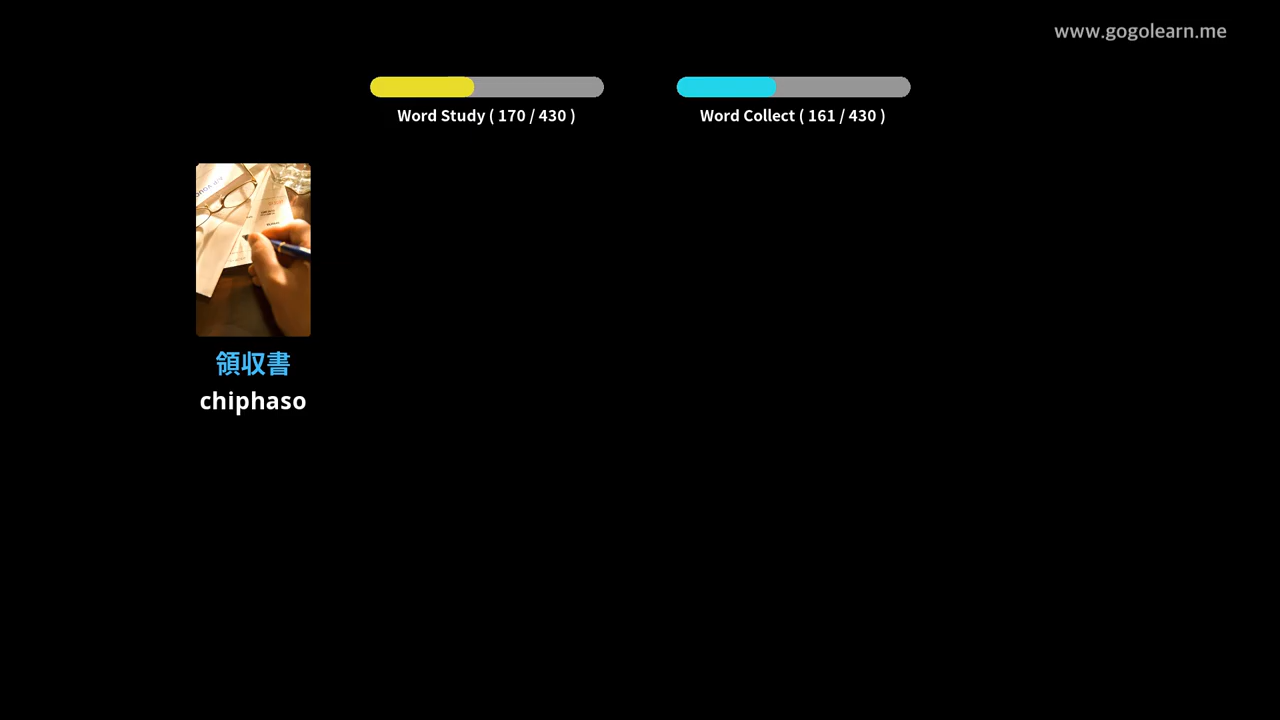 www.gogolearn.me
Word Study ( 170 / 430 )
Word Collect ( 161 / 430 )
領収書
chiphaso